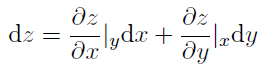 dz = ∂z/∂x|_y dx + ∂z/∂y|_x dy